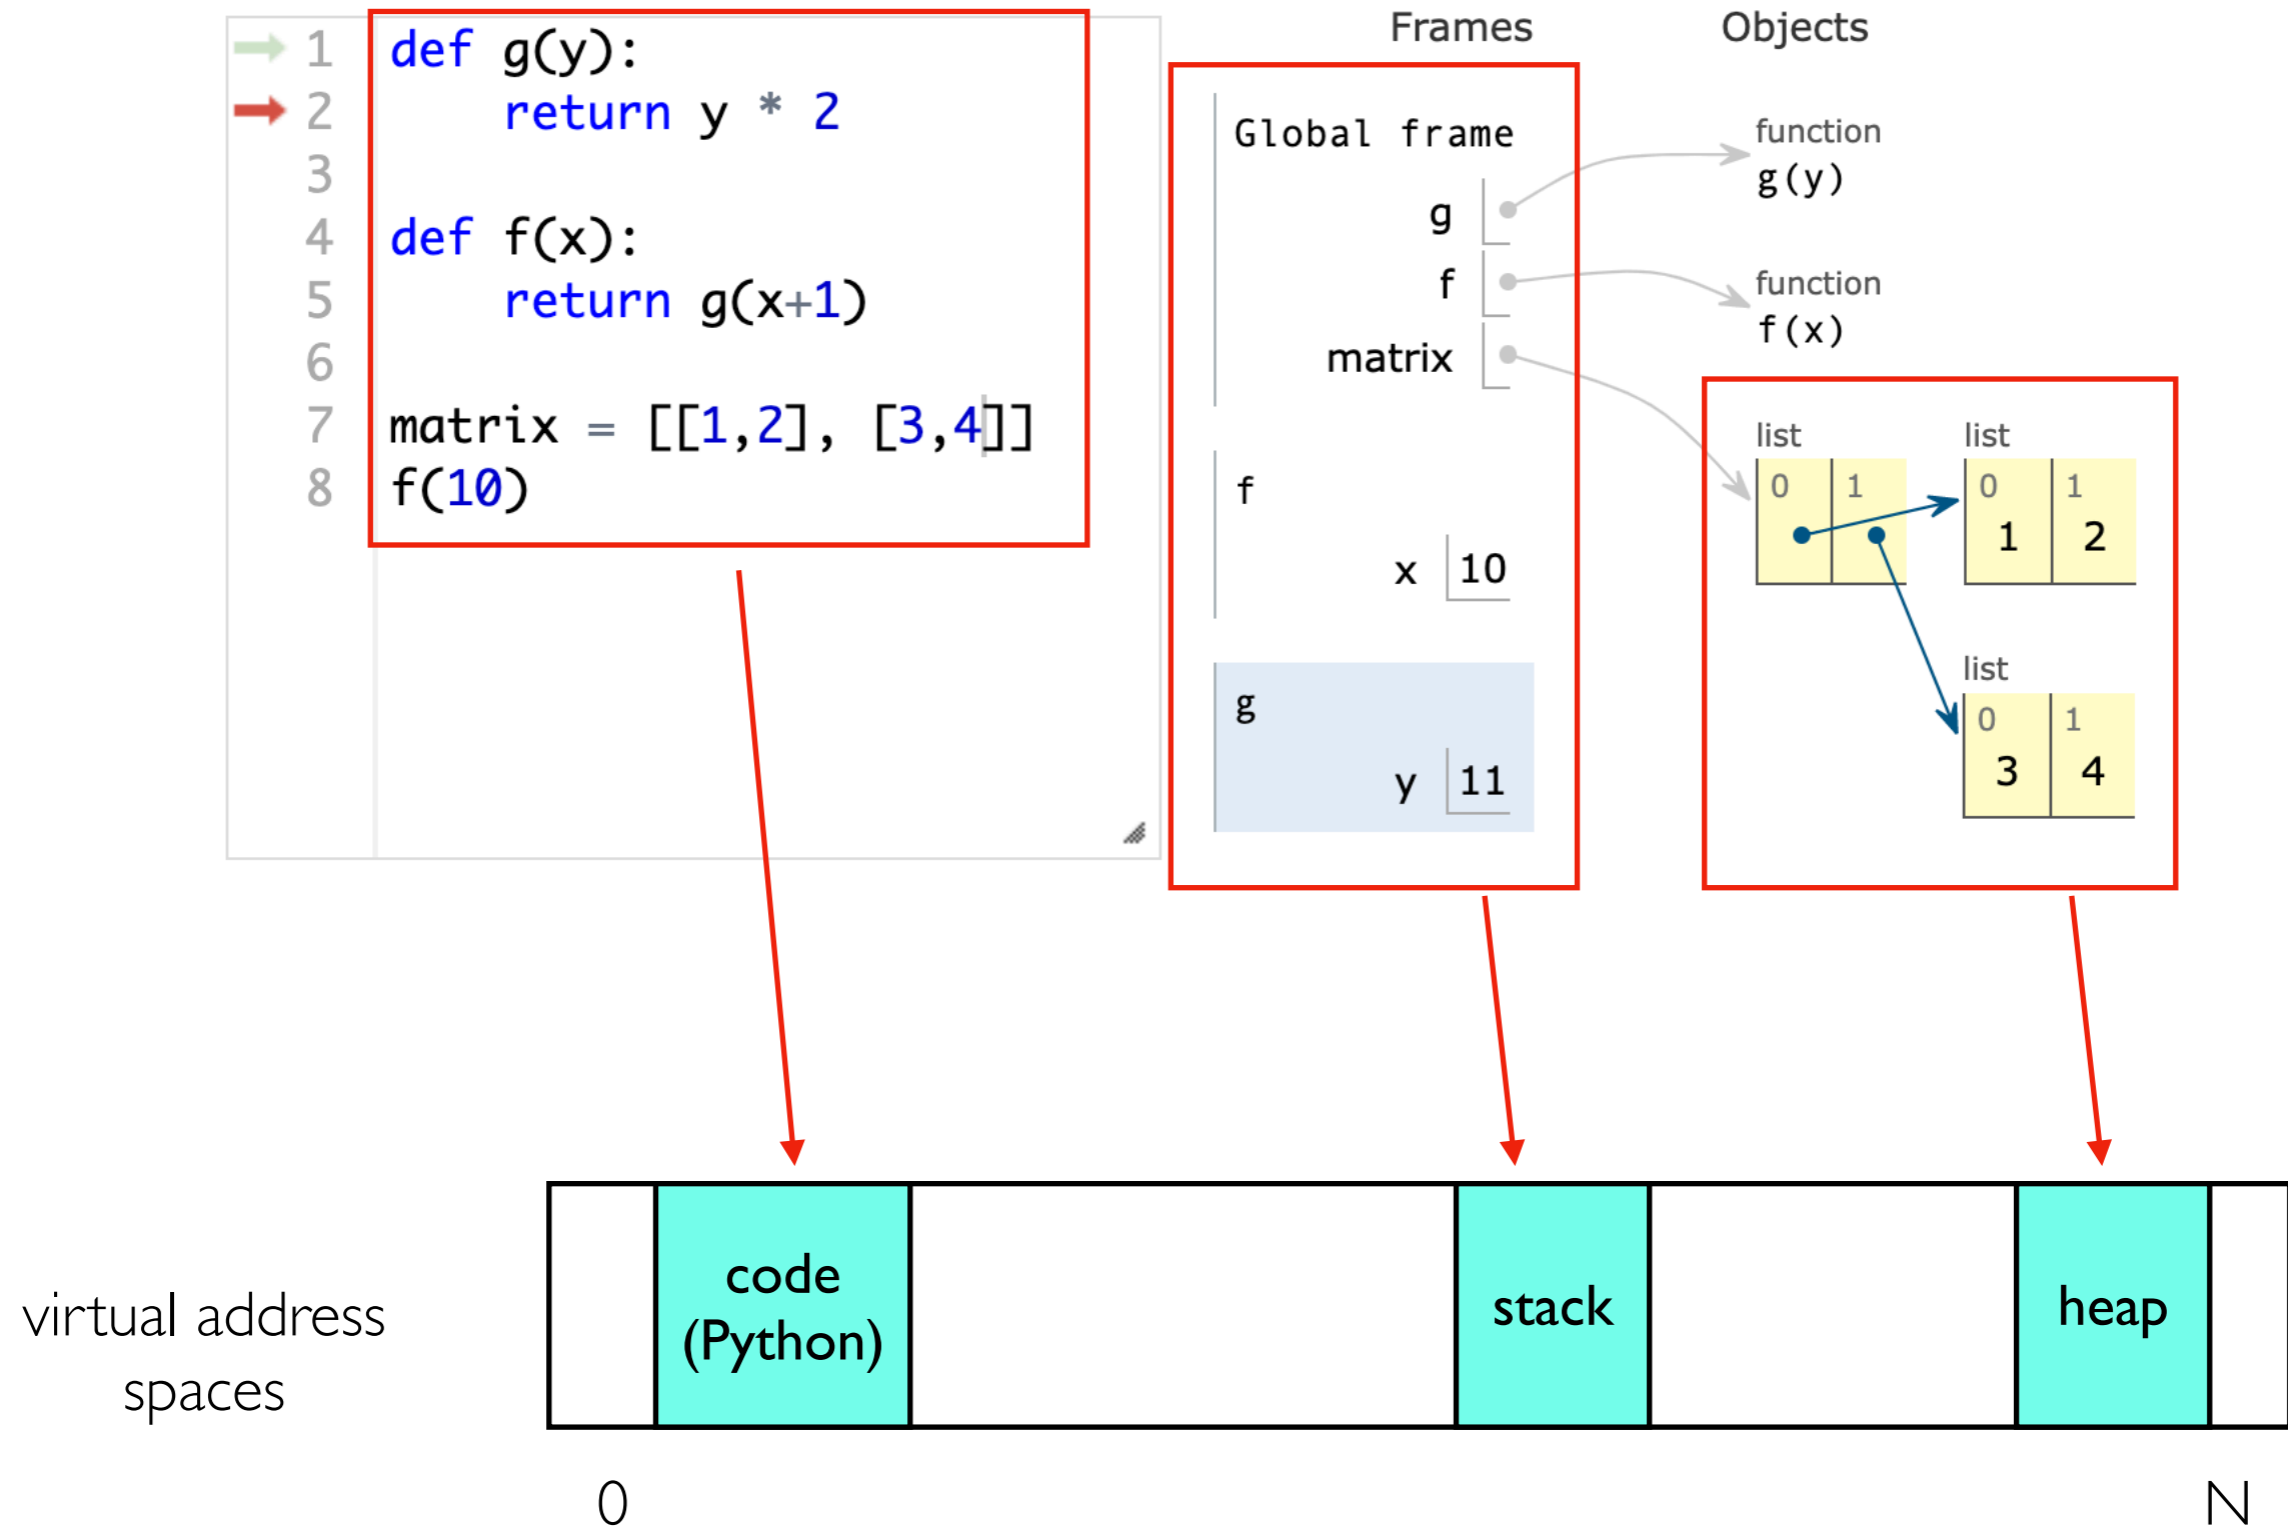 1 def g(y):
2     return y * 2
3
4 def f(x):
5     return g(x+1)
6
7 matrix = [[1,2], [3,4]]
8 f(10)
Frames
Global frame
g
f
matrix
f
x 10
g
y 11
Objects
function
g(y)
function
f(x)
list
0 1
list
0 1
1 2
list
0 1
3 4
virtual address
spaces
code
(Python)
stack
heap
0
N